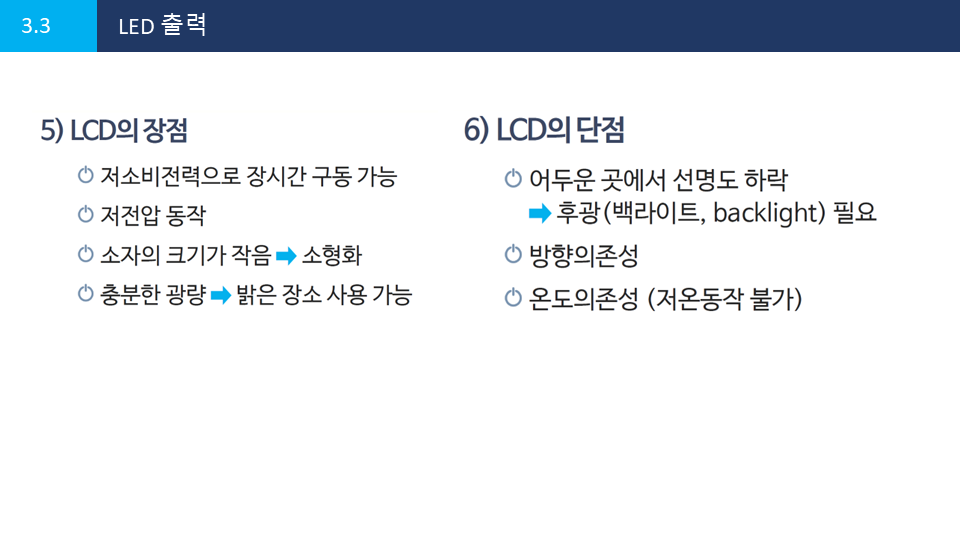 3.3
LED 출력
5) LCD의 장점
저소비전력으로 장시간 구동 가능
저전압 동작
소자의 크기가 작음 ➡ 소형화
충분한 광량 ➡ 밝은 장소 사용 가능
6) LCD의 단점
어두운 곳에서 선명도 하락
➡ 후광(백라이트, backlight) 필요
방향의존성
온도의존성 (저온동작 불가)